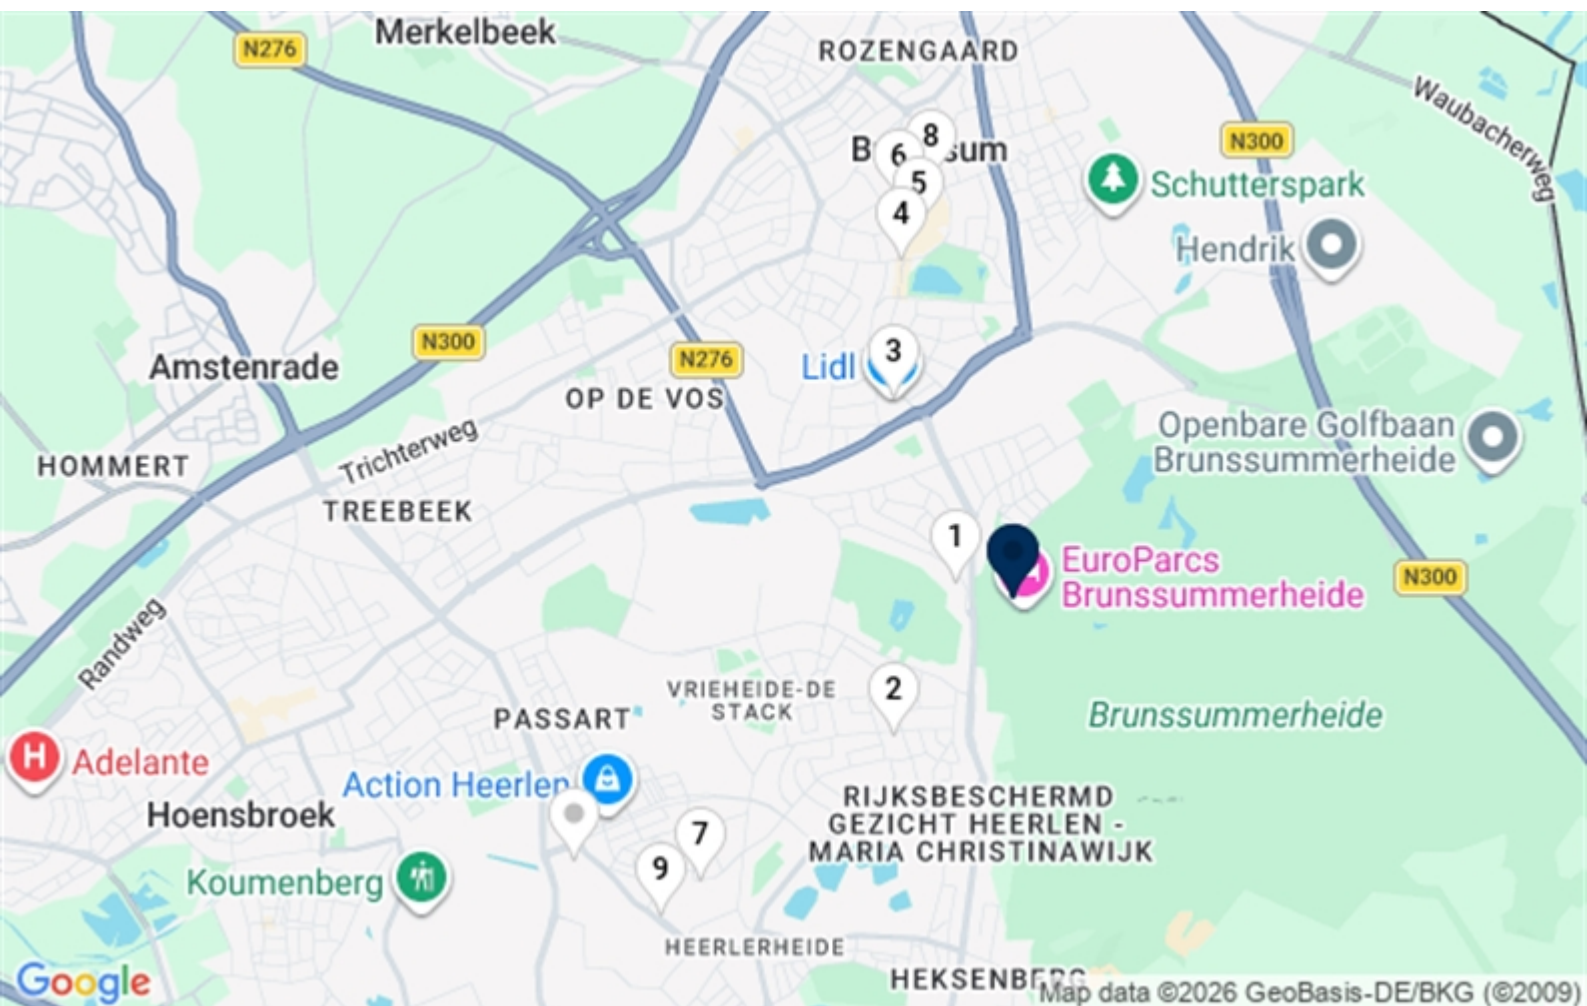 Merkelbeek
N276
ROZENGAARD
Waubacherweg
N300
8
6
5
4
Schutterspark
Hendrik
N300
N276
3
Lidl
Amstenrade
OP DE VOS
Trichterweg
Openbare Golfbaan
Brunssummerheide
HOMMERT
TREEBEEK
1
EuroParcs
Brunssummerheide
N300
Randweg
2
VRIEHEIDE-DE
STACK
PASSART
Brunssummerheide
H
Adelante
Action Heerlen
RIJKSBESCHERMD
GEZICHT HEERLEN -
MARIA CHRISTINAWIJK
Hoensbroek
7
9
Koumenberg
HEERLERHEIDE
HEKSENBERG
Google
Map data ©2026 GeoBasis-DE/BKG (©2009)